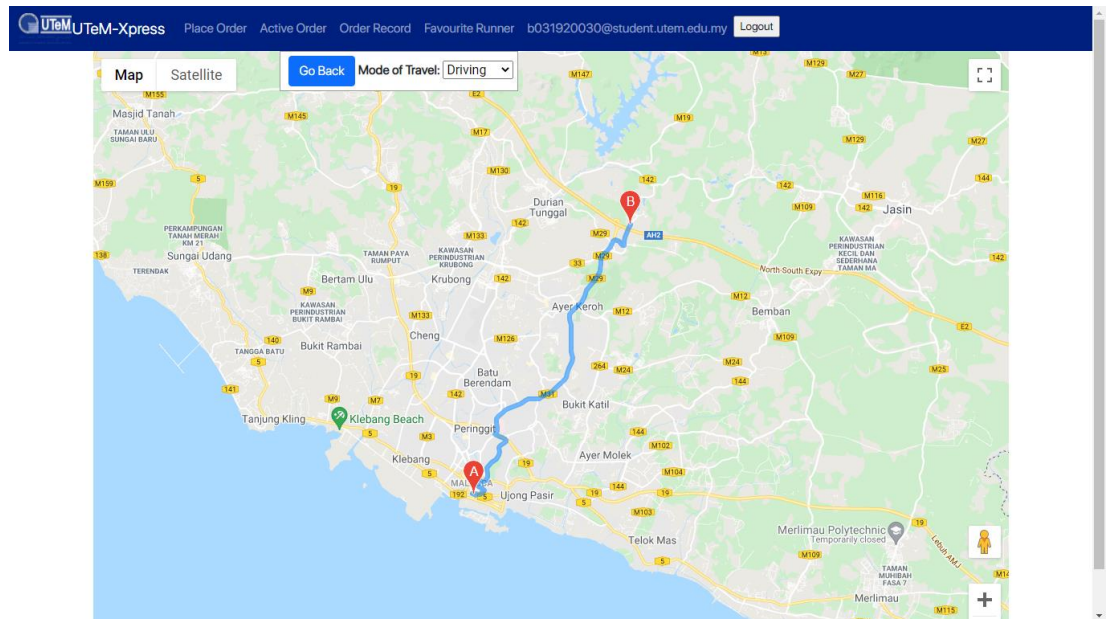 UTeM UTeM-Xpress Place Order Active Order Order Record Favourite Runner b031920030@student.utem.edu.my Logout
Map Satellite Go Back Mode of Travel: Driving
M13
M129
M147
M27
M155
E2
Masjid Tanah
M145
M19
TAMAN ULU
SUNGAI BARU
M17
M129
M27
M130
M159
5
19
142
142
144
B
M116
Durian
Tunggal
M109
142
Jasin
142
PERKAMPUNGAN
TANAH MERAH
KM 21
M133
M29
AH2
138
Sungai Udang
TAMAN PAYA
RUMPUT
KAWASAN
PERINDUSTRIAN
KRUBONG
33
M29
KAWASAN
PERINDUSTRIAN
KECIL DAN
SEDERHANA
TAMAN MA
142
TERENDAK
North-South Expy
Bertam Ulu
Krubong
142
M29
M9
M12
KAWASAN
PERINDUSTRIAN
BUKIT RAMBAI
M133
Ayer Keroh
M12
Bemban
E2
Cheng
M126
M109
140
TANGGA BATU
Bukit Rambai
5
19
Batu
Berendam
264
M24
M24
M25
144
141
142
M31
M9
M7
Bukit Katil
Tanjung Kling
Klebang Beach
5
M3
Peringgit
144
M102
Klebang
19
Ayer Molek
5
A
M104
192
5
Ujong Pasir
19
144
19
5
M103
Merlimau Polytechnic
Temporarily closed
19
Telok Mas
M109
Lebuh AMJ
5
TAMAN
MUHIBAH
FASA 7
M14
Merlimau
M115